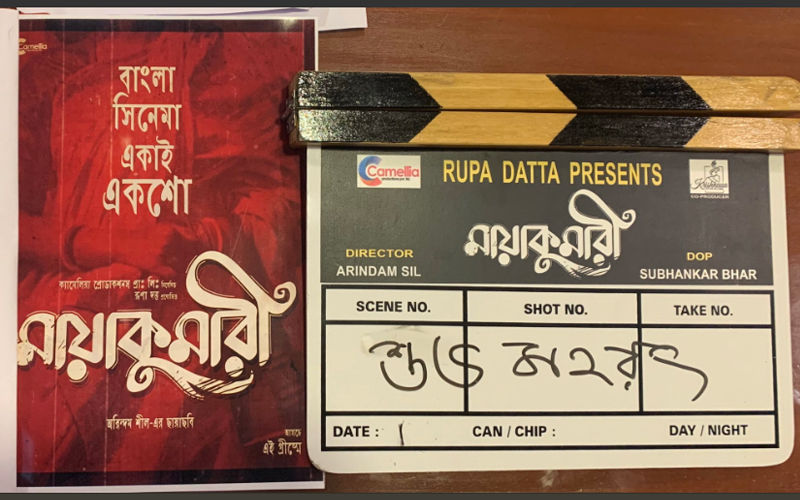 Camellia
বাংলা
সিনেমা
একাই
একশো
ক্যামেলিয়া প্রোডাকশনস প্রাঃ লিঃ নিবেদিত
রূপা দত্ত প্রযোজিত
মায়াকুমারী
অরিন্দম শীল-এর ছায়াছবি
আসছে
এই গ্রীষ্মে
Camellia
RUPA DATTA PRESENTS
CO-PRODUCER
মায়াকুমারী
DIRECTOR
ARINDAM SIL
DOP
SUBHANKAR BHAR
SCENE NO.
SHOT NO.
TAKE NO.
শুভ মহরৎ
DATE :
CAN / CHIP :
DAY / NIGHT